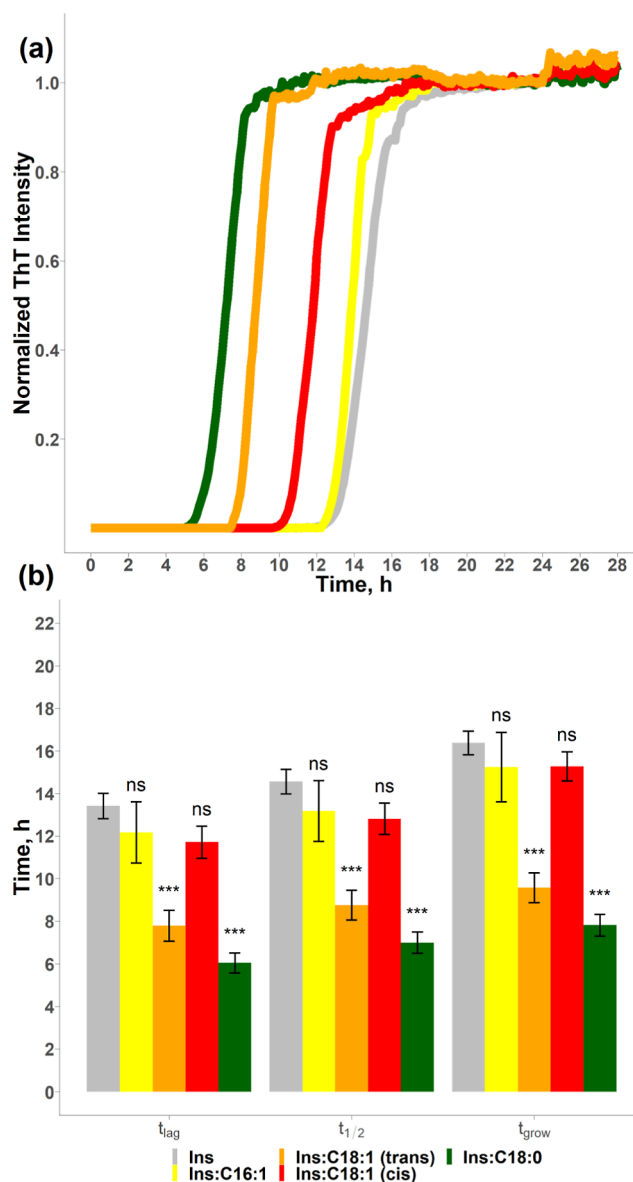 (a)
Normalized ThT Intensity
1.0
0.8
0.6
0.4
0.2
0 2 4 6 8 10 12 14 16 18 20 22 24 26 28
Time, h
(b)
Time, h
22
20
18
16
14
12
10
8
6
4
2
0
ns
***
ns
***
ns
***
ns
***
ns
***
ns
***
t_lag t_1/2 t_grow
Ins Ins:C18:1 (trans) Ins:C18:0
Ins:C16:1 Ins:C18:1 (cis)